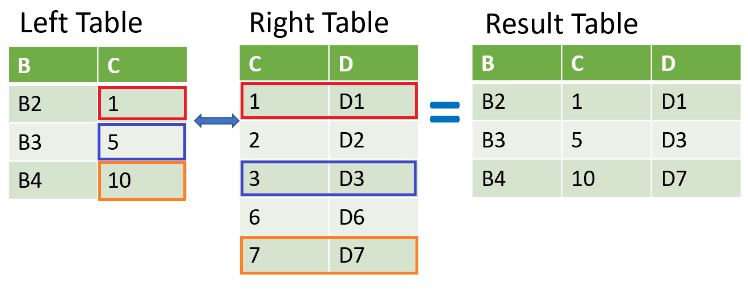 Left Table
B C
B2 1
B3 5
B4 10
Right Table
C D
1 D1
2 D2
3 D3
6 D6
7 D7
=
Result Table
B C D
B2 1 D1
B3 5 D3
B4 10 D7